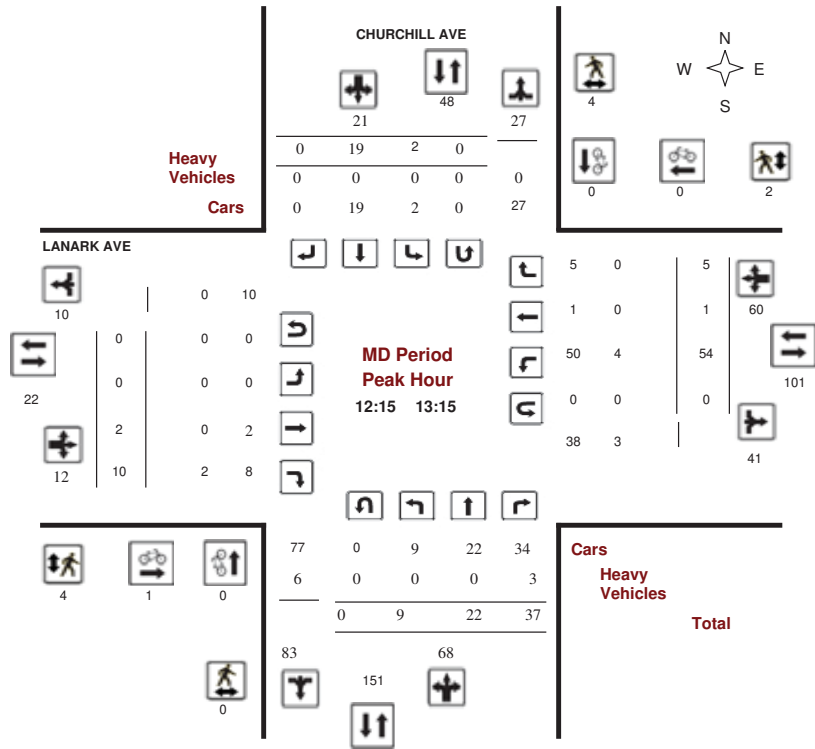 CHURCHILL AVE
N
W E
S
48
4
21 27
0 19 2 0
Heavy
Vehicles
0 0 0 0 0
Cars 0 19 2 0 27
0 0 2
LANARK AVE
5 0 5
10 0 10
1 0 1 60
0 0 0
MD Period
Peak Hour
12:15 13:15
50 4 54
101
22
0 0 0
0 0 0
2 0 2
38 3 41
12 10 2 8
77 0 9 22 34 Cars
6 0 0 0 3 Heavy
Vehicles
4 1 0
0 9 22 37 Total
83 68
151
0